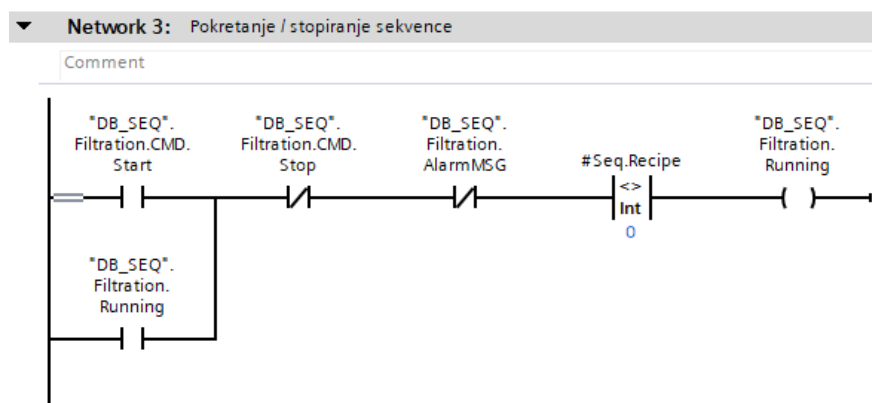 Network 3: Pokretanje / stopiranje sekvence
Comment
"DB_SEQ".
Filtration.CMD.
Start
"DB_SEQ".
Filtration.CMD.
Stop
"DB_SEQ".
Filtration.
AlarmMSG
#Seq.Recipe
<>
Int
0
"DB_SEQ".
Filtration.
Running
"DB_SEQ".
Filtration.
Running